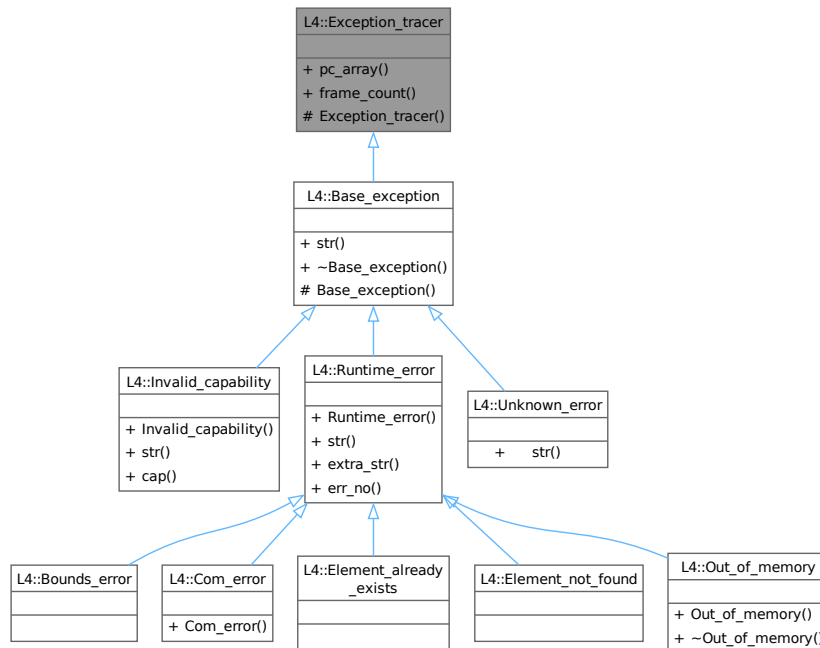 L4::Exception_tracer
+ pc_array()
+ frame_count()
# Exception_tracer()
L4::Base_exception
+ str()
+ ~Base_exception()
# Base_exception()
L4::Invalid_capability
+ Invalid_capability()
+ str()
+ cap()
L4::Runtime_error
+ Runtime_error()
+ str()
+ extra_str()
+ err_no()
L4::Unknown_error
+ str()
L4::Bounds_error
L4::Com_error
+ Com_error()
L4::Element_already
_exists
L4::Element_not_found
L4::Out_of_memory
+ Out_of_memory()
+ ~Out_of_memory()